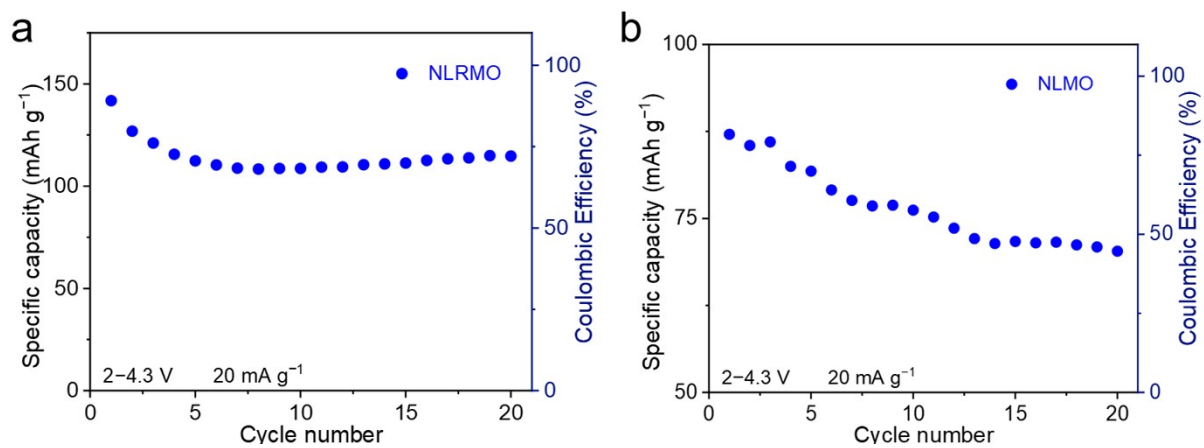 a
Specific capacity (mAh g⁻¹)
150
100
50
0
NLRMO
2−4.3 V 20 mA g⁻¹
0 5 10 15 20
Cycle number
100
50
0
Coulombic Efficiency (%)
b
Specific capacity (mAh g⁻¹)
100
75
50
NLMO
2−4.3 V 20 mA g⁻¹
0 5 10 15 20
Cycle number
100
50
0
Coulombic Efficiency (%)